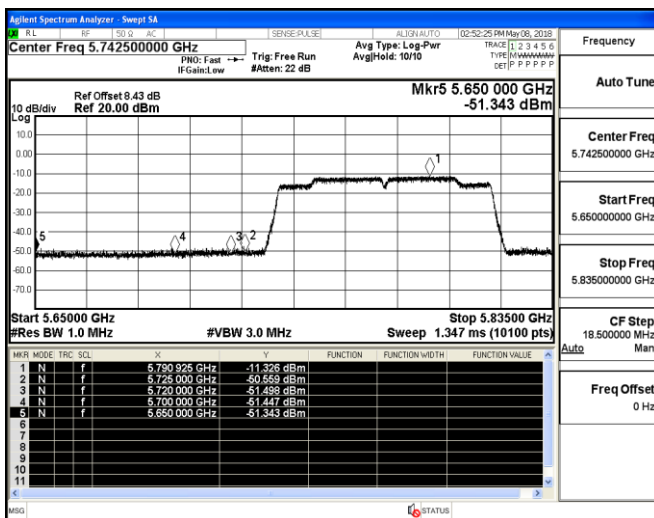 Agilent Spectrum Analyzer - Swept SA
RL RF 50 Ω AC SENSE:PULSE ALIGN AUTO 02:52:25 PM May 08, 2018
Center Freq 5.742500000 GHz
PNO: Fast
IFGain:Low
Trig: Free Run
#Atten: 22 dB
Avg Type: Log-Pwr
Avg|Hold: 10/10
TRACE 1 2 3 4 5 6
TYPE M WWWWW
DET P P P P P P
Ref Offset 8.43 dB
10 dB/div Ref 20.00 dBm
Log
Mkr5 5.650 000 GHz
-51.343 dBm
10.0
0.00
-10.0
-20.0
-30.0
-40.0
-50.0
-60.0
-70.0
1
5
4
3
2
Start 5.65000 GHz Stop 5.83500 GHz
#Res BW 1.0 MHz #VBW 3.0 MHz Sweep 1.347 ms (10100 pts)
MKR MODE TRC SCL X Y FUNCTION FUNCTION WIDTH FUNCTION VALUE
1 N f 5.790 925 GHz -11.326 dBm
2 N f 5.725 000 GHz -50.559 dBm
3 N f 5.720 000 GHz -51.498 dBm
4 N f 5.700 000 GHz -51.447 dBm
5 N f 5.650 000 GHz -51.343 dBm
6
7
8
9
10
11
MSG STATUS
Frequency
Auto Tune
Center Freq
5.742500000 GHz
Start Freq
5.650000000 GHz
Stop Freq
5.835000000 GHz
CF Step
18.500000 MHz
Auto Man
Freq Offset
0 Hz